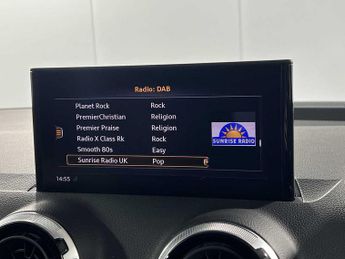 Radio: DAB
Planet Rock Rock
PremierChristian Religion
Premier Praise Religion
Radio X Class Rk Rock
Smooth 80s Easy
Sunrise Radio UK Pop
SUNRISE RADIO
14:55